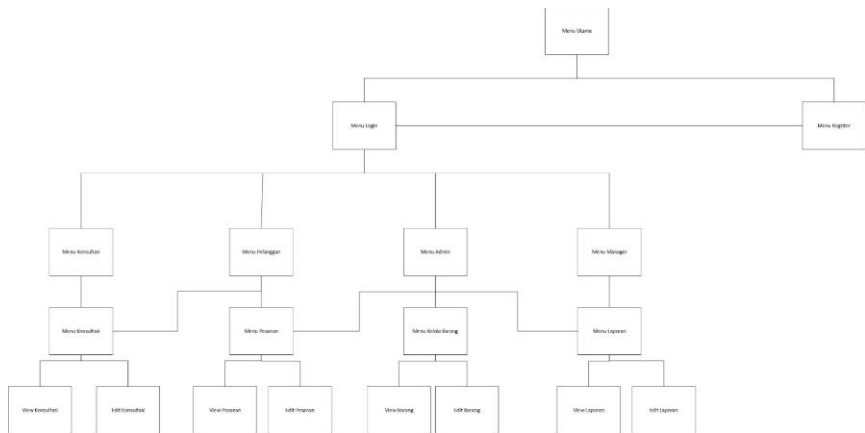 Menu Utama
Menu Login
Menu Register
Menu Konsultan
Menu Pelanggan
Menu Admin
Menu Manager
Menu Konsultasi
Menu Pesanan
Menu Kelola Barang
Menu Laporan
View Konsultasi
Edit Konsultasi
View Pesanan
Edit Pesanan
View Barang
Edit Barang
View Laporan
Edit Laporan